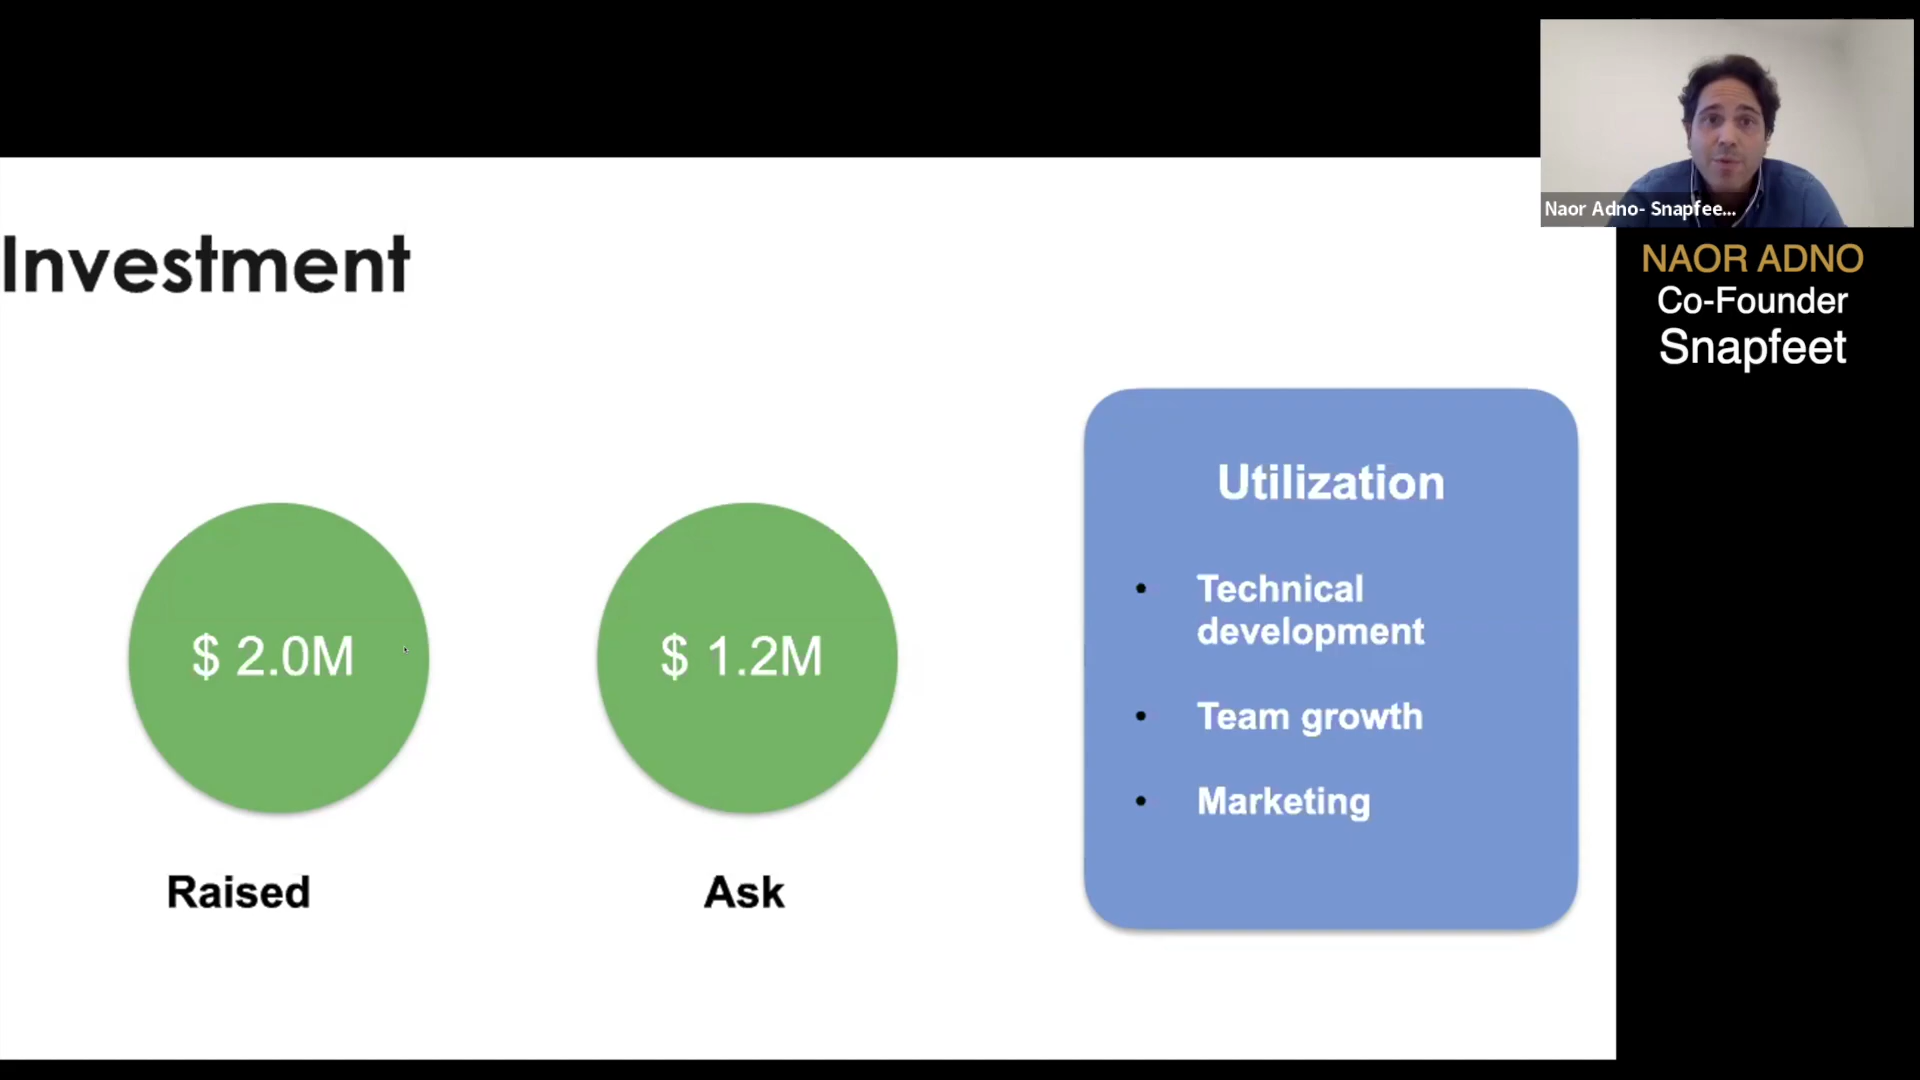 Naor Adno- Snapfee...
NAOR ADNO
Co-Founder
Snapfeet
Investment
$ 2.0M
Raised
$ 1.2M
Ask
Utilization
• Technical
development
• Team growth
• Marketing